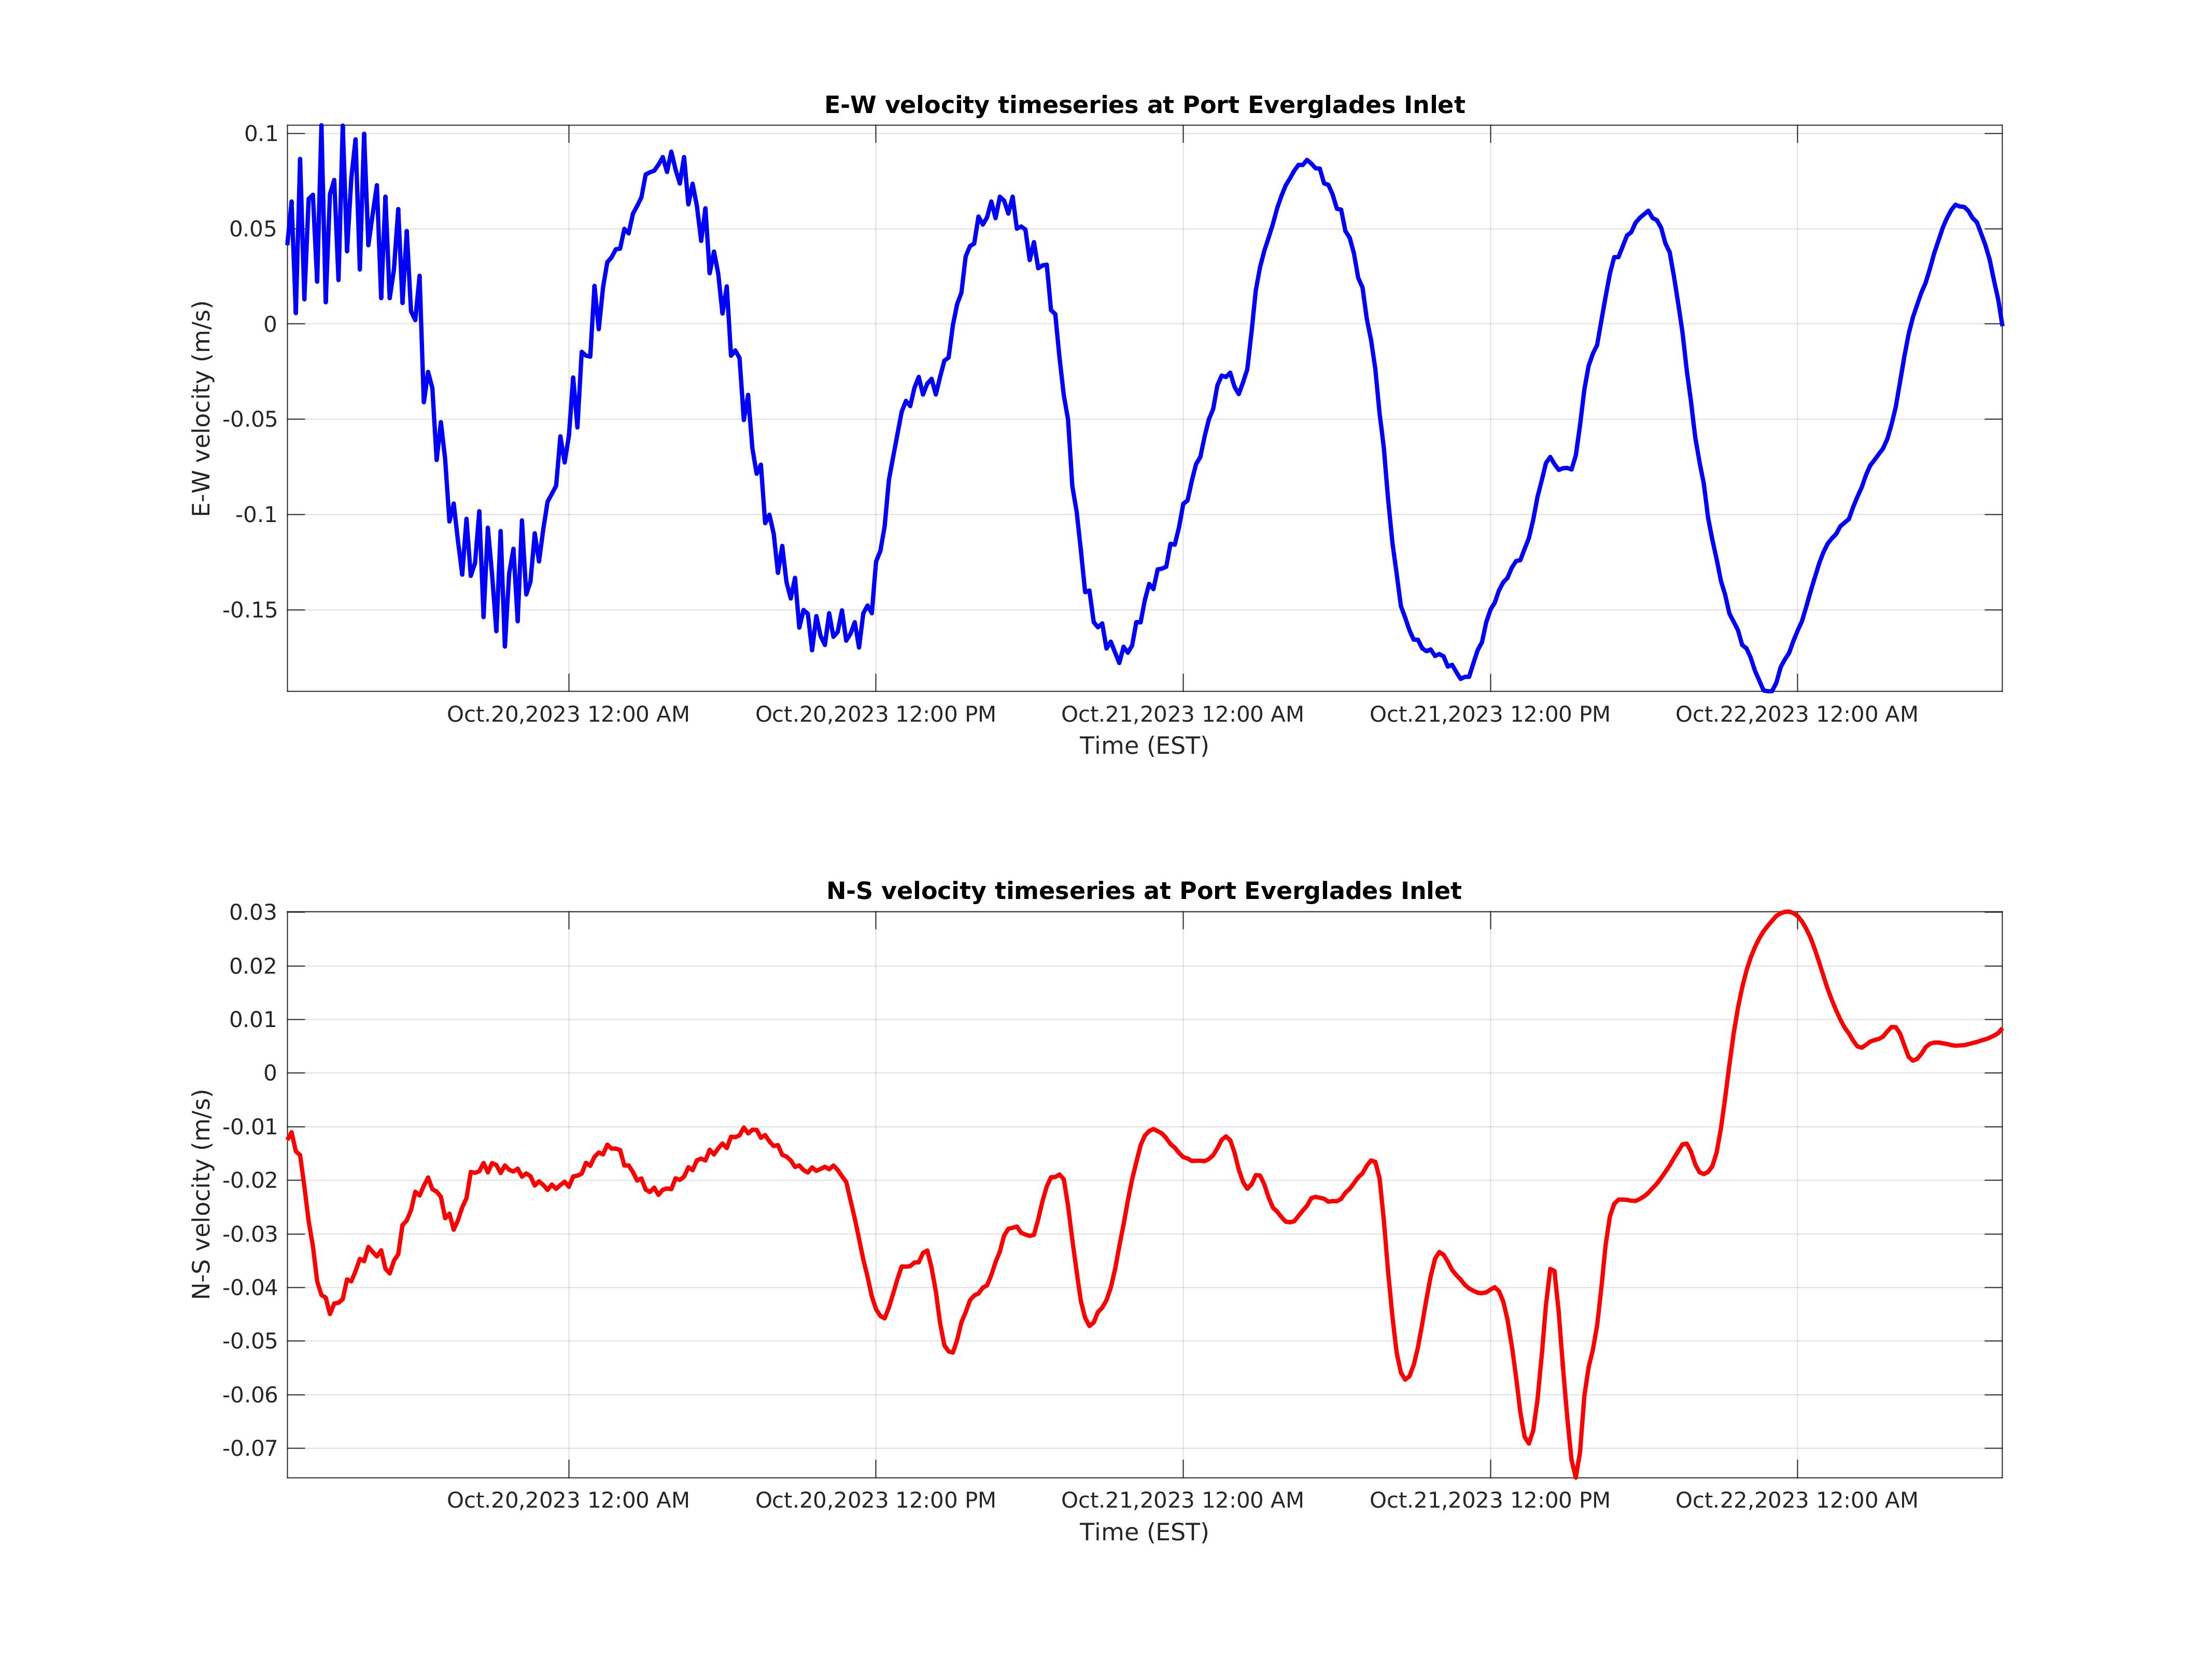 E-W velocity timeseries at Port Everglades Inlet
0.1
0.05
0
-0.05
-0.1
-0.15
E-W velocity (m/s)
Oct.20,2023 12:00 AM Oct.20,2023 12:00 PM Oct.21,2023 12:00 AM Oct.21,2023 12:00 PM Oct.22,2023 12:00 AM
Time (EST)
N-S velocity timeseries at Port Everglades Inlet
0.03
0.02
0.01
0
-0.01
-0.02
-0.03
-0.04
-0.05
-0.06
-0.07
N-S velocity (m/s)
Oct.20,2023 12:00 AM Oct.20,2023 12:00 PM Oct.21,2023 12:00 AM Oct.21,2023 12:00 PM Oct.22,2023 12:00 AM
Time (EST)